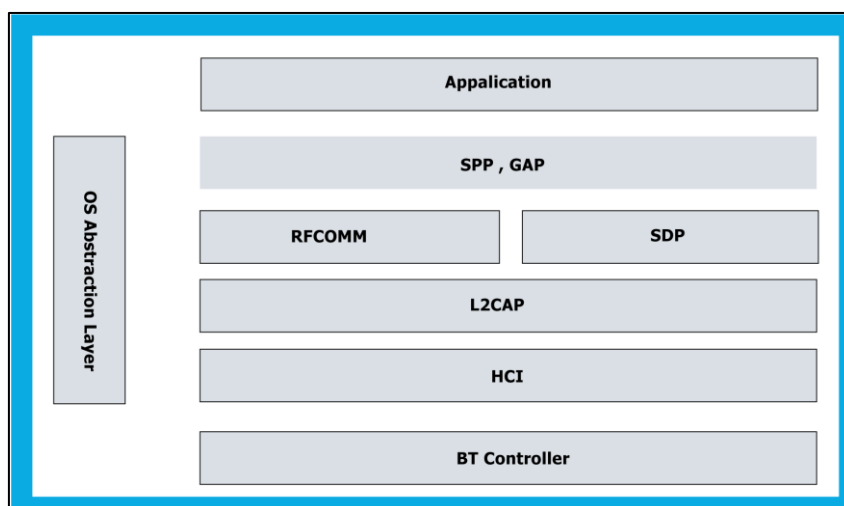 Appalication
SPP , GAP
RFCOMM
SDP
L2CAP
HCI
BT Controller
OS Abstraction Layer